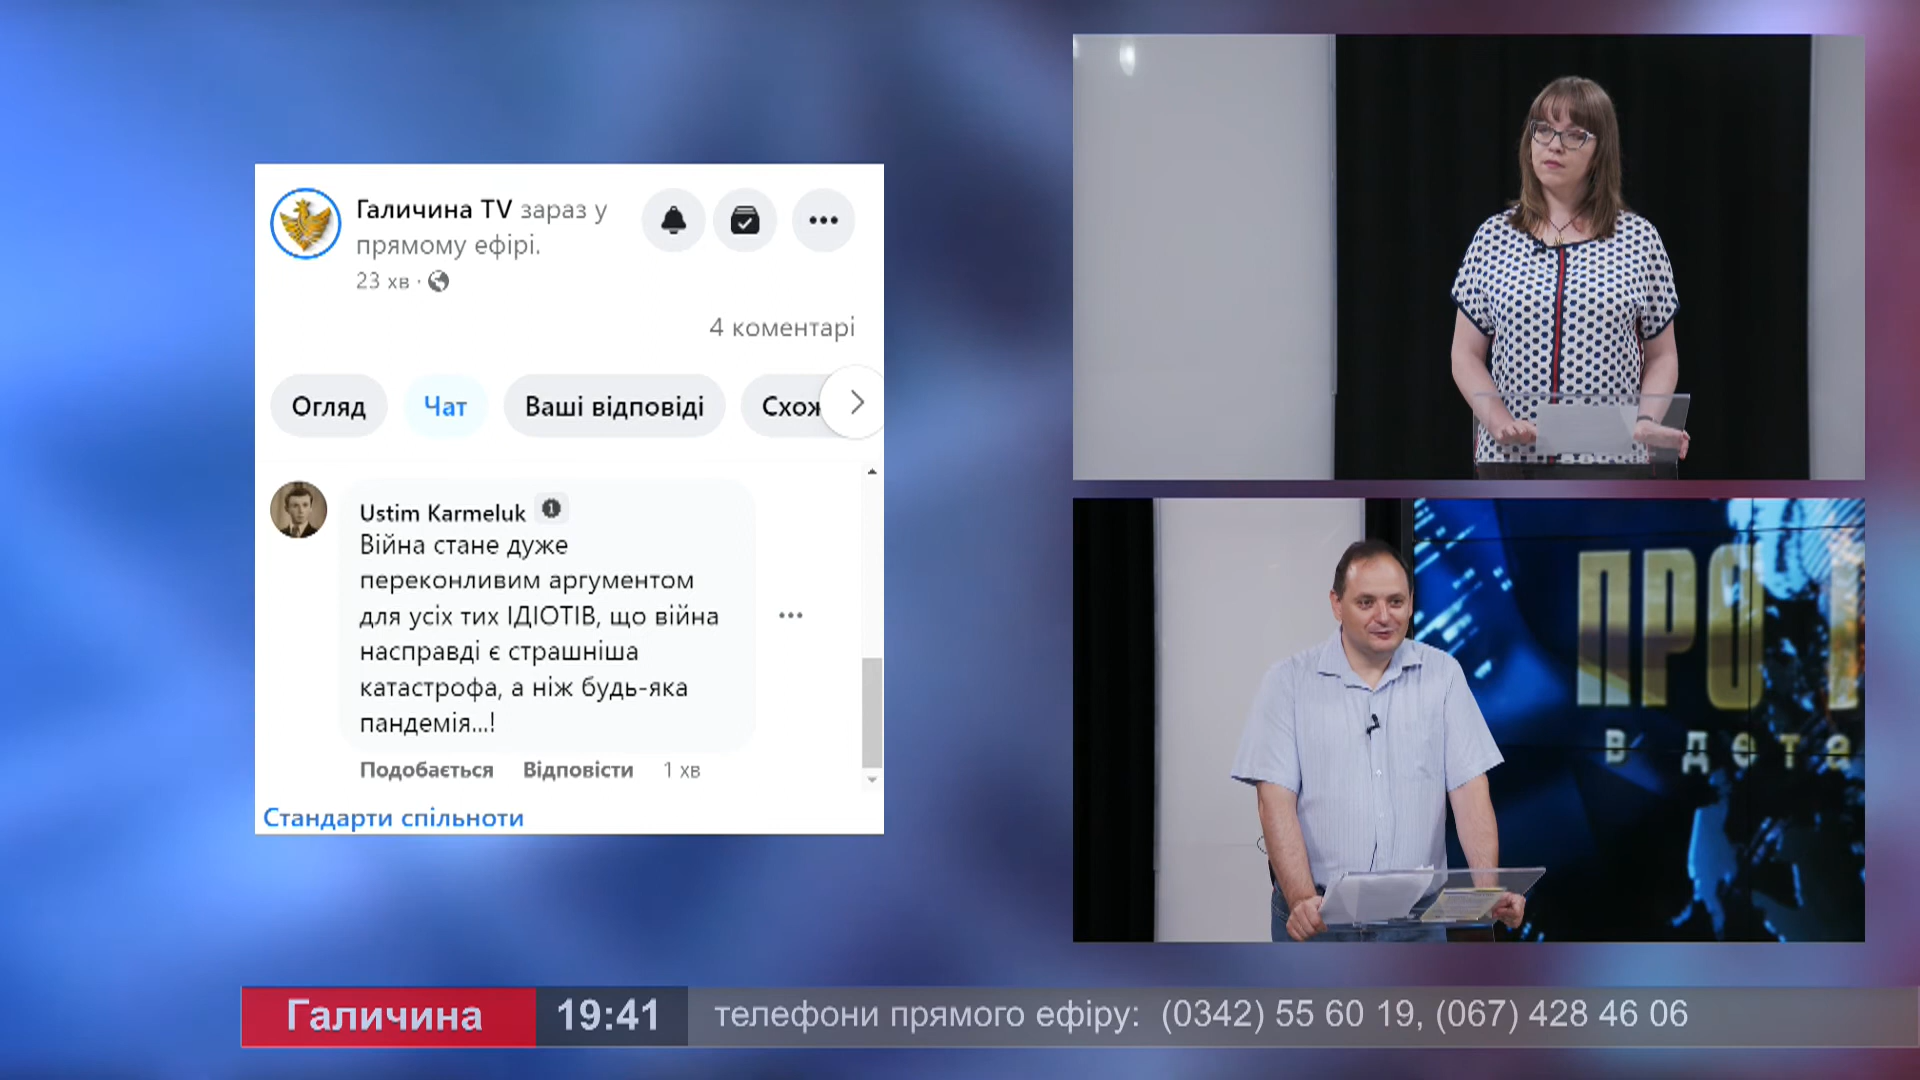 Галичина TV зараз у
прямому ефірі.
23 хв ·
4 коментарі
Огляд
Чат
Ваші відповіді
Схож
Ustim Karmeluk
Війна стане дуже
переконливим аргументом
для усіх тих ІДІОТІВ, що війна
насправді є страшніша
катастрофа, а ніж будь-яка
пандемія...!
Подобається Відповісти 1 хв
Стандарти спільноти
ПРО
в дета
Галичина 19:41 телефони прямого ефіру: (0342) 55 60 19, (067) 428 46 06